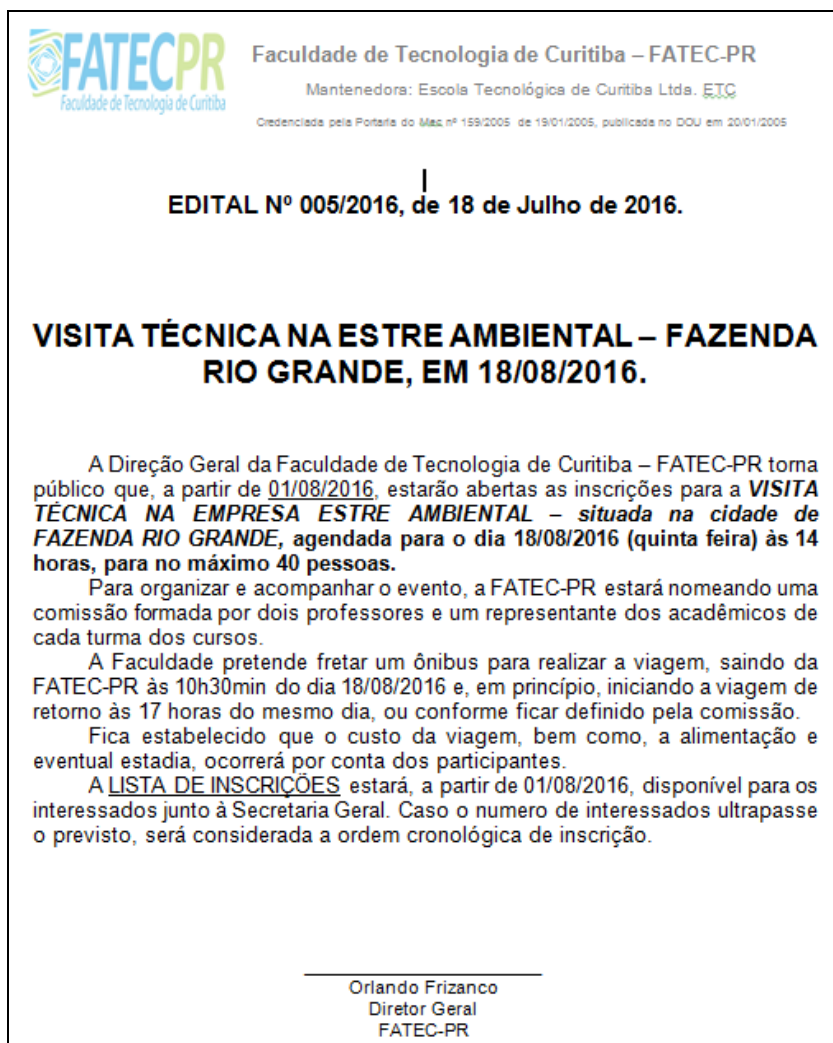 FATECPR
Faculdade de Tecnologia de Curitiba
Faculdade de Tecnologia de Curitiba – FATEC-PR
Mantenedora: Escola Tecnológica de Curitiba Ltda. ETC
Credenciada pela Portaria do Mec nº 159/2005 de 19/01/2005, publicada no DOU em 20/01/2005
EDITAL Nº 005/2016, de 18 de Julho de 2016.
VISITA TÉCNICA NA ESTRE AMBIENTAL – FAZENDA
RIO GRANDE, EM 18/08/2016.
A Direção Geral da Faculdade de Tecnologia de Curitiba – FATEC-PR torna
público que, a partir de 01/08/2016, estarão abertas as inscrições para a VISITA
TÉCNICA NA EMPRESA ESTRE AMBIENTAL – situada na cidade de
FAZENDA RIO GRANDE, agendada para o dia 18/08/2016 (quinta feira) às 14
horas, para no máximo 40 pessoas.
Para organizar e acompanhar o evento, a FATEC-PR estará nomeando uma
comissão formada por dois professores e um representante dos acadêmicos de
cada turma dos cursos.
A Faculdade pretende fretar um ônibus para realizar a viagem, saindo da
FATEC-PR às 10h30min do dia 18/08/2016 e, em princípio, iniciando a viagem de
retorno às 17 horas do mesmo dia, ou conforme ficar definido pela comissão.
Fica estabelecido que o custo da viagem, bem como, a alimentação e
eventual estadia, ocorrerá por conta dos participantes.
A LISTA DE INSCRIÇÕES estará, a partir de 01/08/2016, disponível para os
interessados junto à Secretaria Geral. Caso o numero de interessados ultrapasse
o previsto, será considerada a ordem cronológica de inscrição.
Orlando Frizanco
Diretor Geral
FATEC-PR